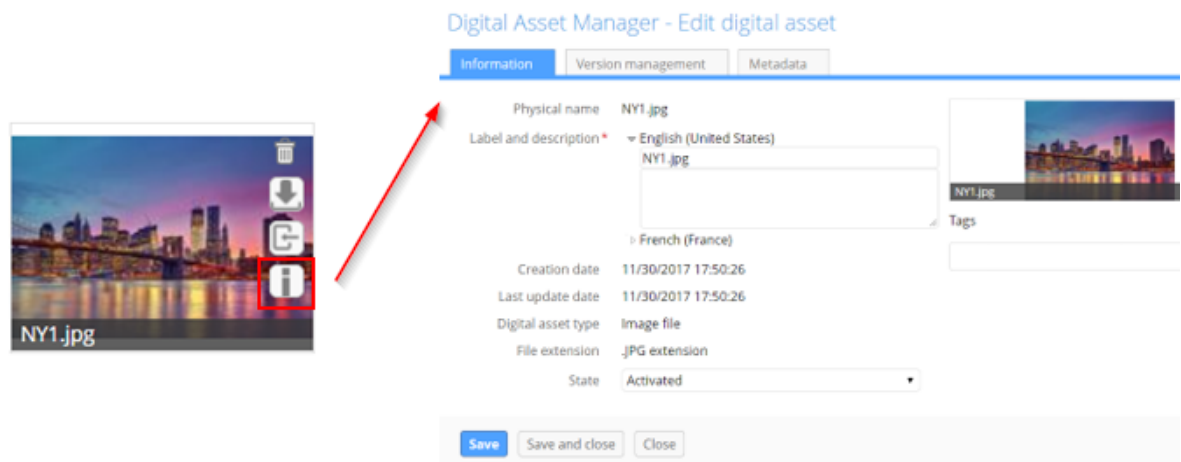 Digital Asset Manager - Edit digital asset
Information Version management Metadata
Physical name NY1.jpg
Label and description* English (United States)
NY1.jpg
NY1.jpg
Tags
French (France)
Creation date 11/30/2017 17:50:26
Last update date 11/30/2017 17:50:26
Digital asset type Image file
File extension .JPG extension
State Activated
Save Save and close Close
NY1.jpg